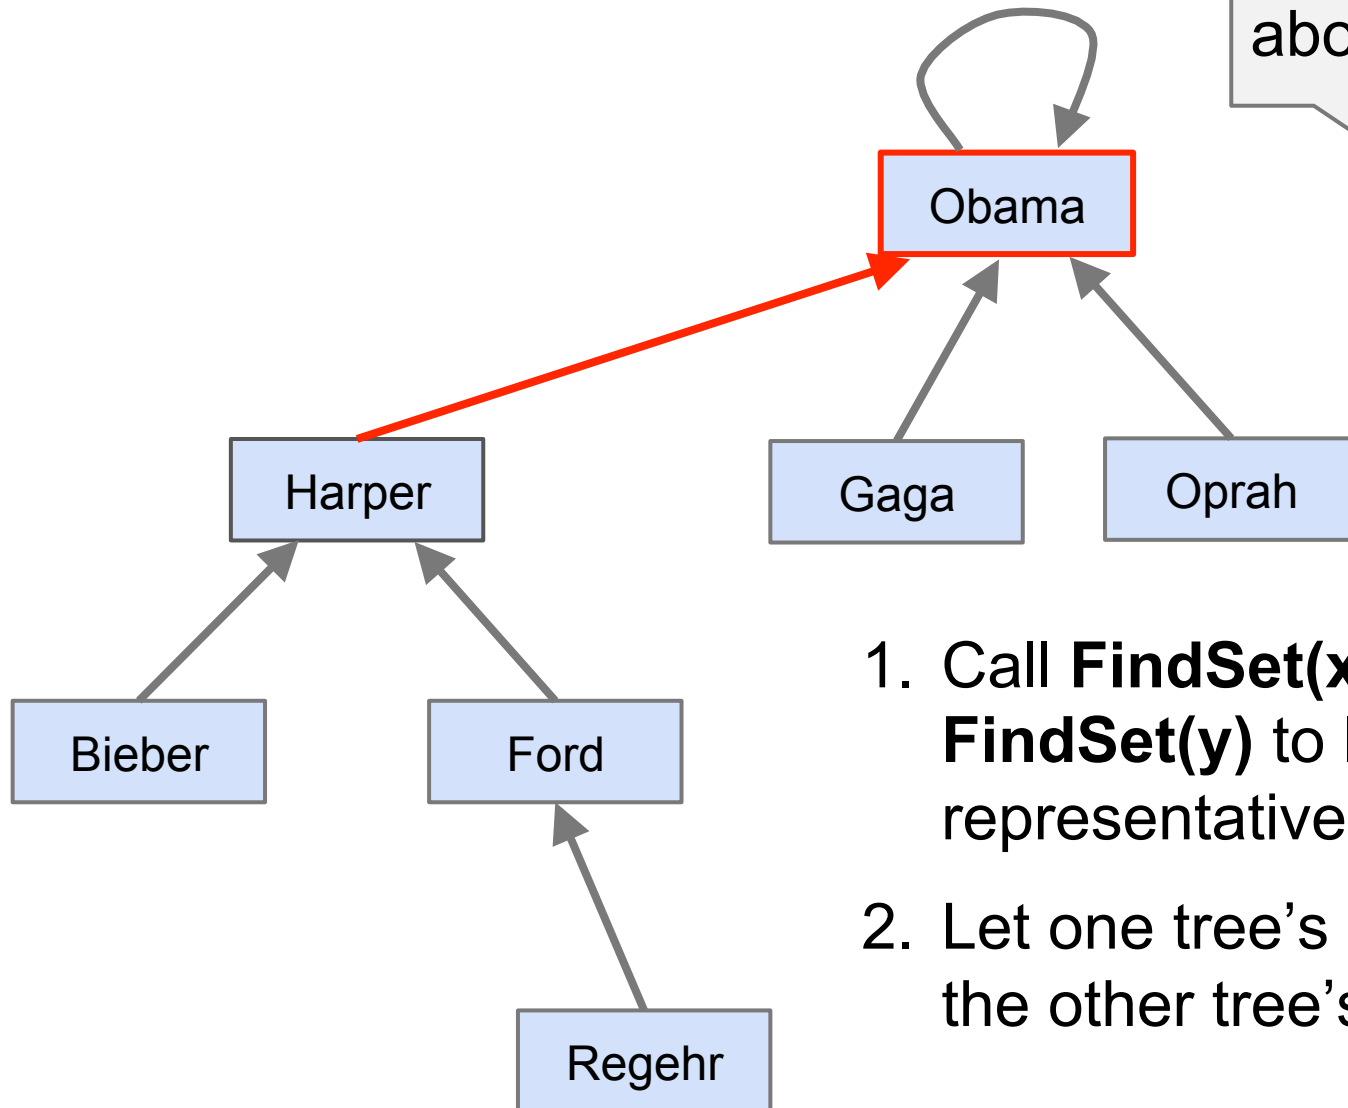 Obama
Harper
Gaga
Oprah
Bieber
Ford
Regehr
1. Call FindSet(x
FindSet(y) to
representative
2. Let one tree’s
the other tree’s